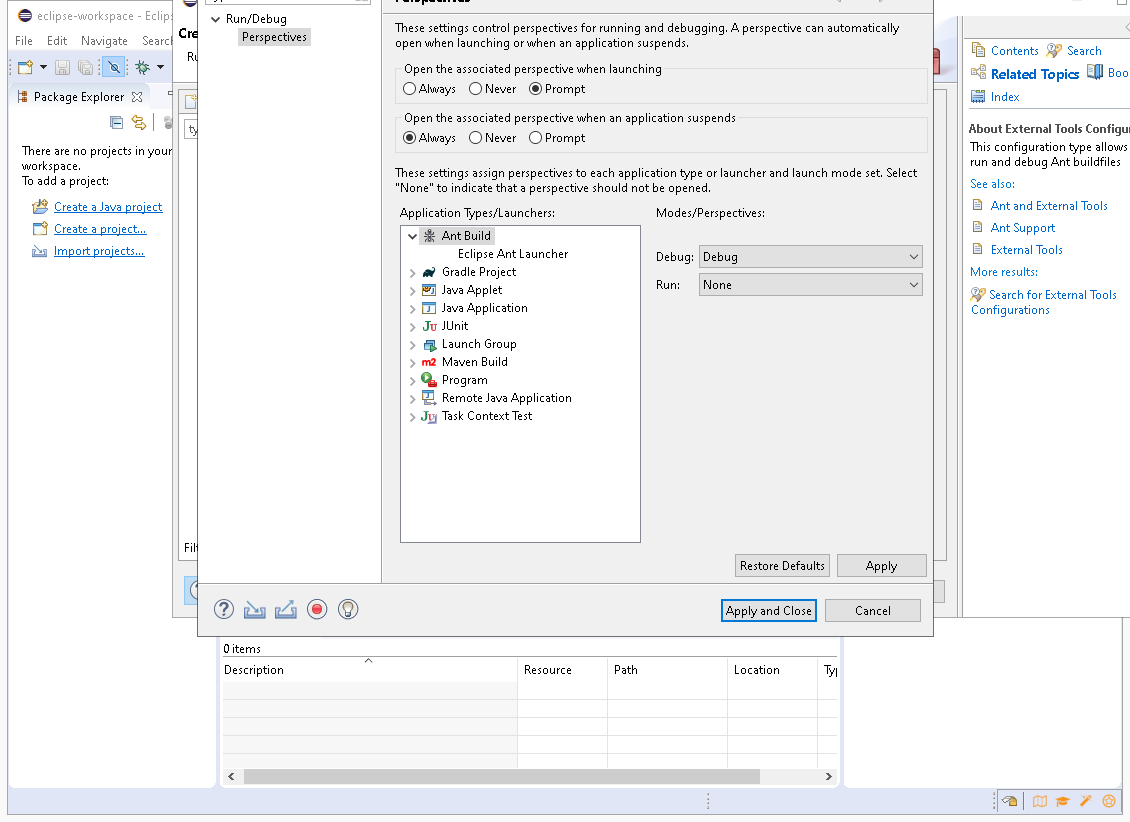 eclipse-workspace - Eclips
File Edit Navigate Search
Package Explorer
There are no projects in your
workspace.
To add a project:
Create a Java project
Create a project...
Import projects...
Cre
Ru
ty
Filt
Run/Debug
Perspectives
Perspectives
These settings control perspectives for running and debugging. A perspective can automatically
open when launching or when an application suspends.
Open the associated perspective when launching
Always Never Prompt
Open the associated perspective when an application suspends
Always Never Prompt
These settings assign perspectives to each application type or launcher and launch mode set. Select
"None" to indicate that a perspective should not be opened.
Application Types/Launchers:
Ant Build
Eclipse Ant Launcher
Gradle Project
Java Applet
Java Application
JUnit
Launch Group
m2 Maven Build
Program
Remote Java Application
Task Context Test
Modes/Perspectives:
Debug: Debug
Run: None
Restore Defaults Apply
Apply and Close Cancel
0 items
Description Resource Path Location Typ
Contents Search
Related Topics Boo
Index
About External Tools Configur
This configuration type allows
run and debug Ant buildfiles
See also:
Ant and External Tools
Ant Support
External Tools
More results:
Search for External Tools
Configurations